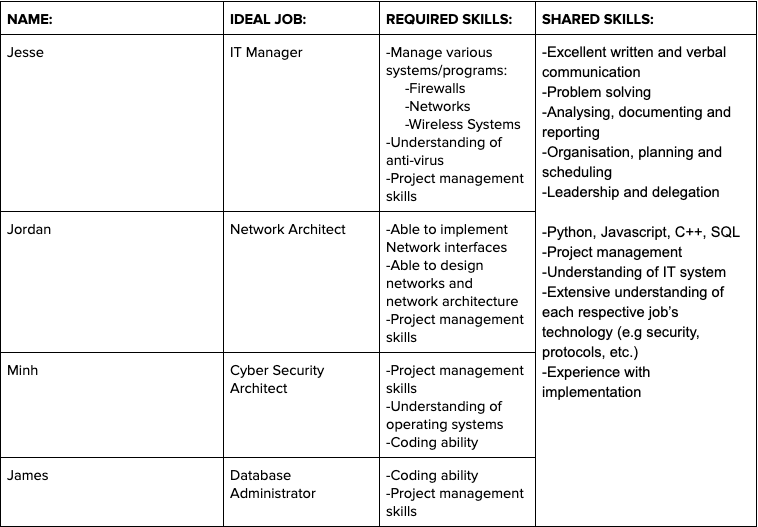 NAME:
IDEAL JOB:
REQUIRED SKILLS:
SHARED SKILLS:
Jesse
IT Manager
-Manage various
systems/programs:
-Firewalls
-Networks
-Wireless Systems
-Understanding of
anti-virus
-Project management
skills
-Excellent written and verbal
communication
-Problem solving
-Analysing, documenting and
reporting
-Organisation, planning and
scheduling
-Leadership and delegation
-Python, Javascript, C++, SQL
-Project management
-Understanding of IT system
-Extensive understanding of
each respective job's
technology (e.g security,
protocols, etc.)
-Experience with
implementation
Jordan
Network Architect
-Able to implement
Network interfaces
-Able to design
networks and
network architecture
-Project management
skills
Minh
Cyber Security
Architect
-Project management
skills
-Understanding of
operating systems
-Coding ability
James
Database
Administrator
-Coding ability
-Project management
skills